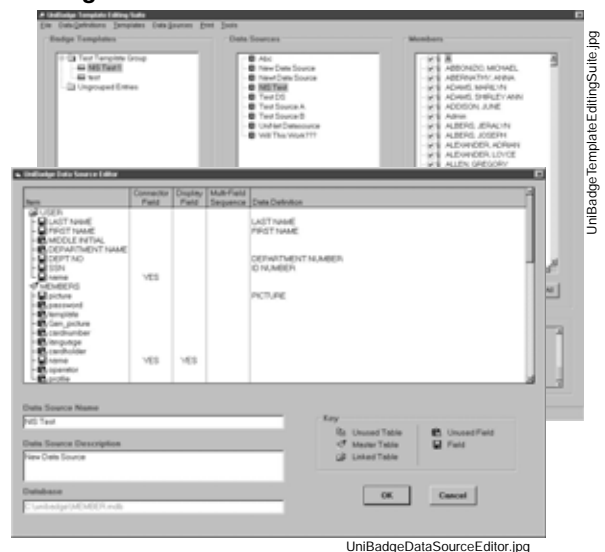 UniBadge Template Editing Suite
File Data Definitions Templates Data Sources Print Tools
Badge Templates
Data Sources
Members
Test Template Group
NIS Test1
test
Ungrouped Entries
Abc
New Data Source
Newf Data Source
NIS Test
Test DS
Test Source A
Test Source B
UniNet Datasource
Will This Work???
A
ABBONIZIO, MICHAEL
ABERNATHY, ANNA
ADAMS, MARILYN
ADAMS, SHIRLEY ANN
ADDISON, JUNE
Admin
ALBERS, JERALYN
ALBERS, JOSEPH
ALEXANDER, ADRIAN
ALEXANDER, LOYCE
ALLEN, GREGORY
UniBadgeTemplateEditingSuite.jpg
All
UniBadge Data Source Editor
Item Connector Field Display Field Multi-Field Sequence Data Definition
USER
LAST NAME LAST NAME
FIRST NAME FIRST NAME
MIDDLE INITIAL
DEPARTMENT NAME
DEPT NO DEPARTMENT NUMBER
SSN ID NUMBER
name YES
MEMBERS
picture PICTURE
password
template
Gen_picture
cardnumber
language
cardholder
name YES YES
operator
profile
Data Source Name
NIS Test
Data Source Description
New Data Source
Database
C:\unibadge\MEMBER.mdb
Key
Unused Table
Master Table
Linked Table
Unused Field
Field
OK
Cancel
UniBadgeDataSourceEditor.jpg